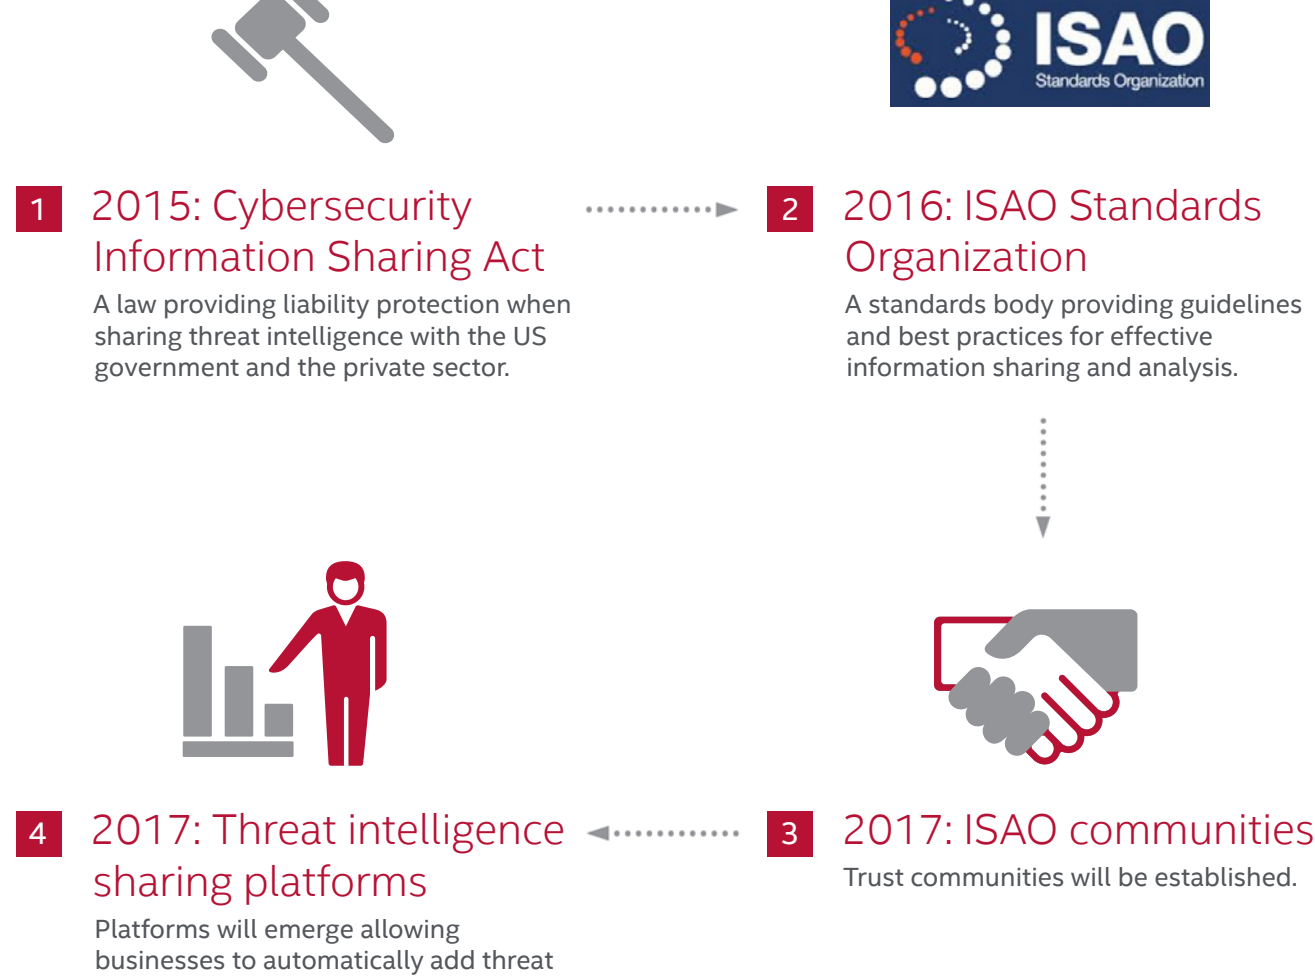 ISAO
Standards Organization
1
2015: Cybersecurity
Information Sharing Act
A law providing liability protection when
sharing threat intelligence with the US
government and the private sector.
2
2016: ISAO Standards
Organization
A standards body providing guidelines
and best practices for effective
information sharing and analysis.
3
2017: ISAO communities
Trust communities will be established.
4
2017: Threat intelligence
sharing platforms
Platforms will emerge allowing
businesses to automatically add threat